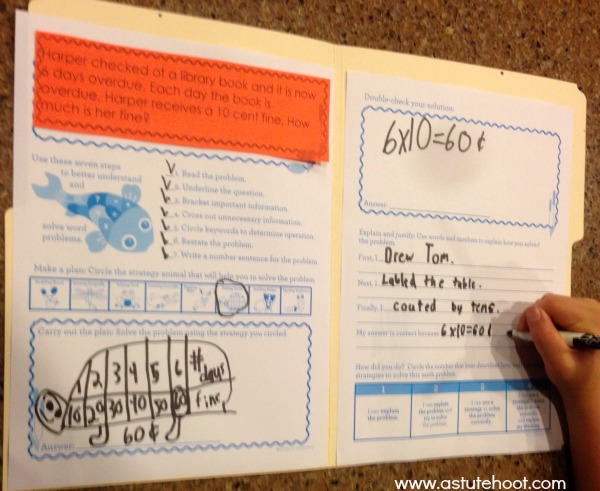 Harper checked of a library book and it is now
6 days overdue. Each day the book is
overdue, Harper receives a 10 cent fine. How
much is her fine?
Use these seven steps
to better understand
and
solve word
problems.
1. Read the problem.
2. Underline the question.
3. Bracket important information.
4. Cross out unnecessary information.
5. Circle keywords to determine operation.
6. Restate the problem.
7. Write a number sentence for the problem.
Make a plan: Circle the strategy animal that will help you to solve the problem
Carry out the plan: Solve the problem using the strategy you circled.
1 2 3 4 5 6 # days
10 20 30 40 50 60 fine
60¢
Answer:
Double-check your solution:
6x10=60¢
Answer:
Explain and justify: Use words and numbers to explain how you solved
the problem.
First, I Drew Tom.
Next, I Labled the table.
Finally, I couted by tens.
My answer is correct because 6x10=60¢
How did you do? Circle the number that
strategies to solve this math problem.
1 2 3 4
I can explain
the problem.
I can explain
the problem and
try to solve
the problem.
I can use a
strategy to solve
the problem
correctly.
www.astutehoot.com